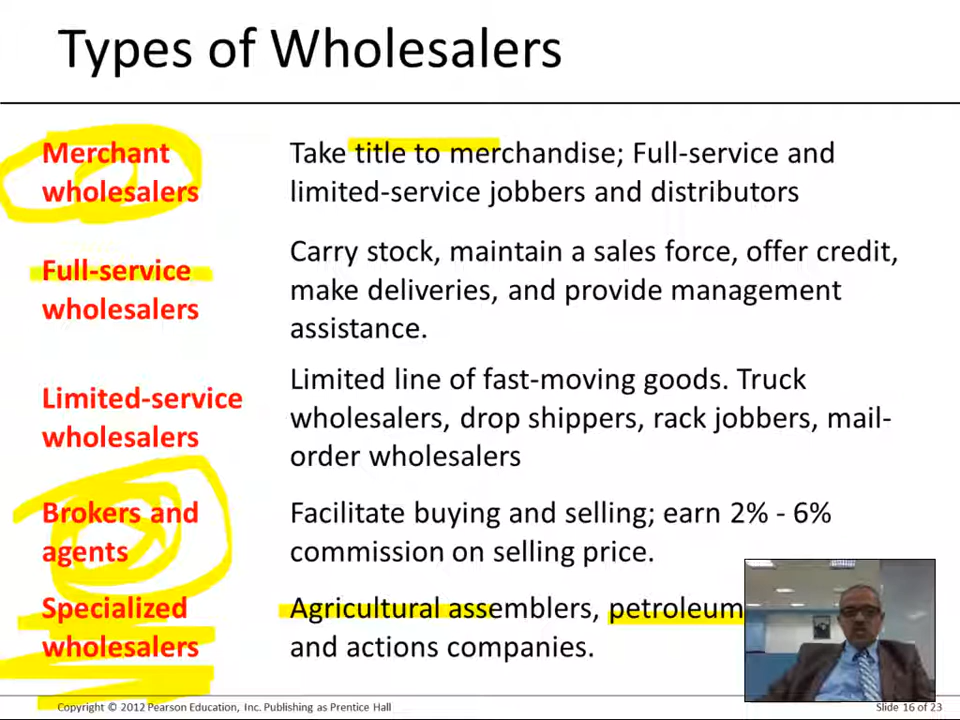 Types of Wholesalers
Merchant wholesalers
Take title to merchandise; Full-service and
limited-service jobbers and distributors
Full-service wholesalers
Carry stock, maintain a sales force, offer credit,
make deliveries, and provide management
assistance.
Limited-service wholesalers
Limited line of fast-moving goods. Truck
wholesalers, drop shippers, rack jobbers, mail-
order wholesalers
Brokers and agents
Facilitate buying and selling; earn 2% - 6%
commission on selling price.
Specialized wholesalers
Agricultural assemblers, petroleum
and actions companies.
Copyright © 2012 Pearson Education, Inc. Publishing as Prentice Hall
Slide 16 of 23